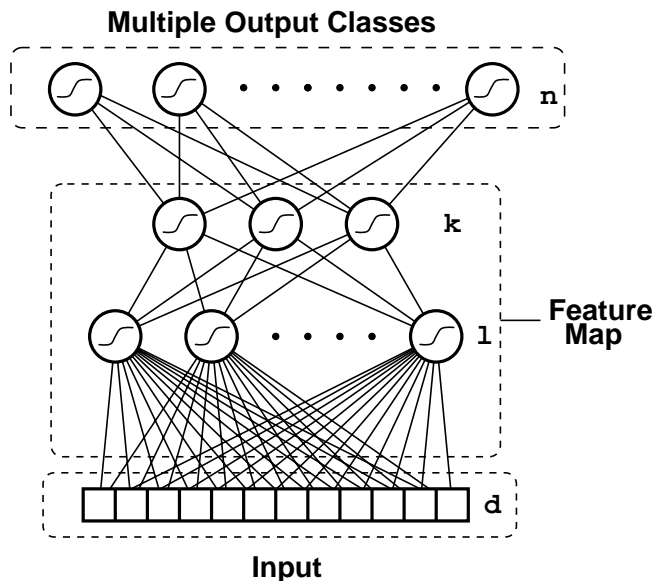 Multiple Output Classes
n
k
l
Feature
Map
d
Input